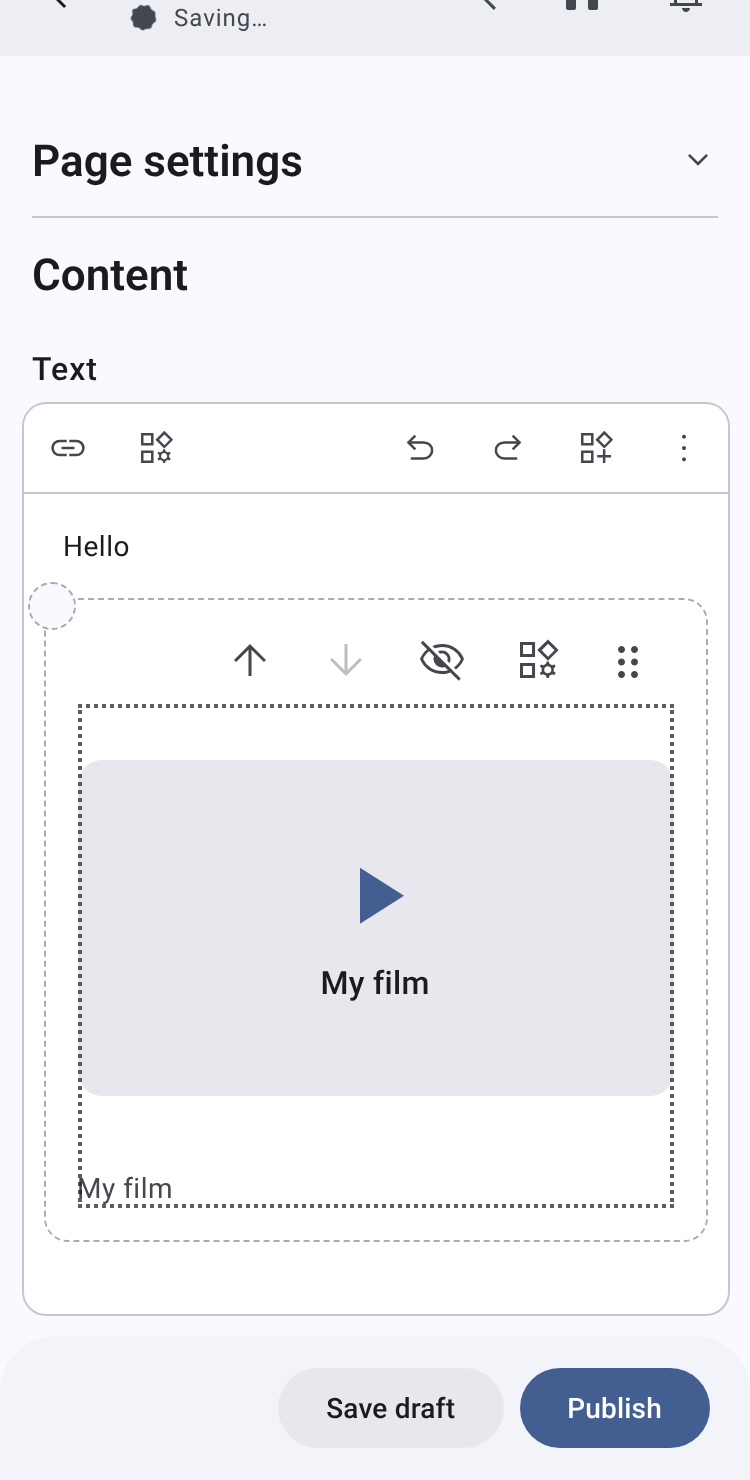 Saving…
Page settings
Content
Text
Hello
My film
My film
Save draft
Publish